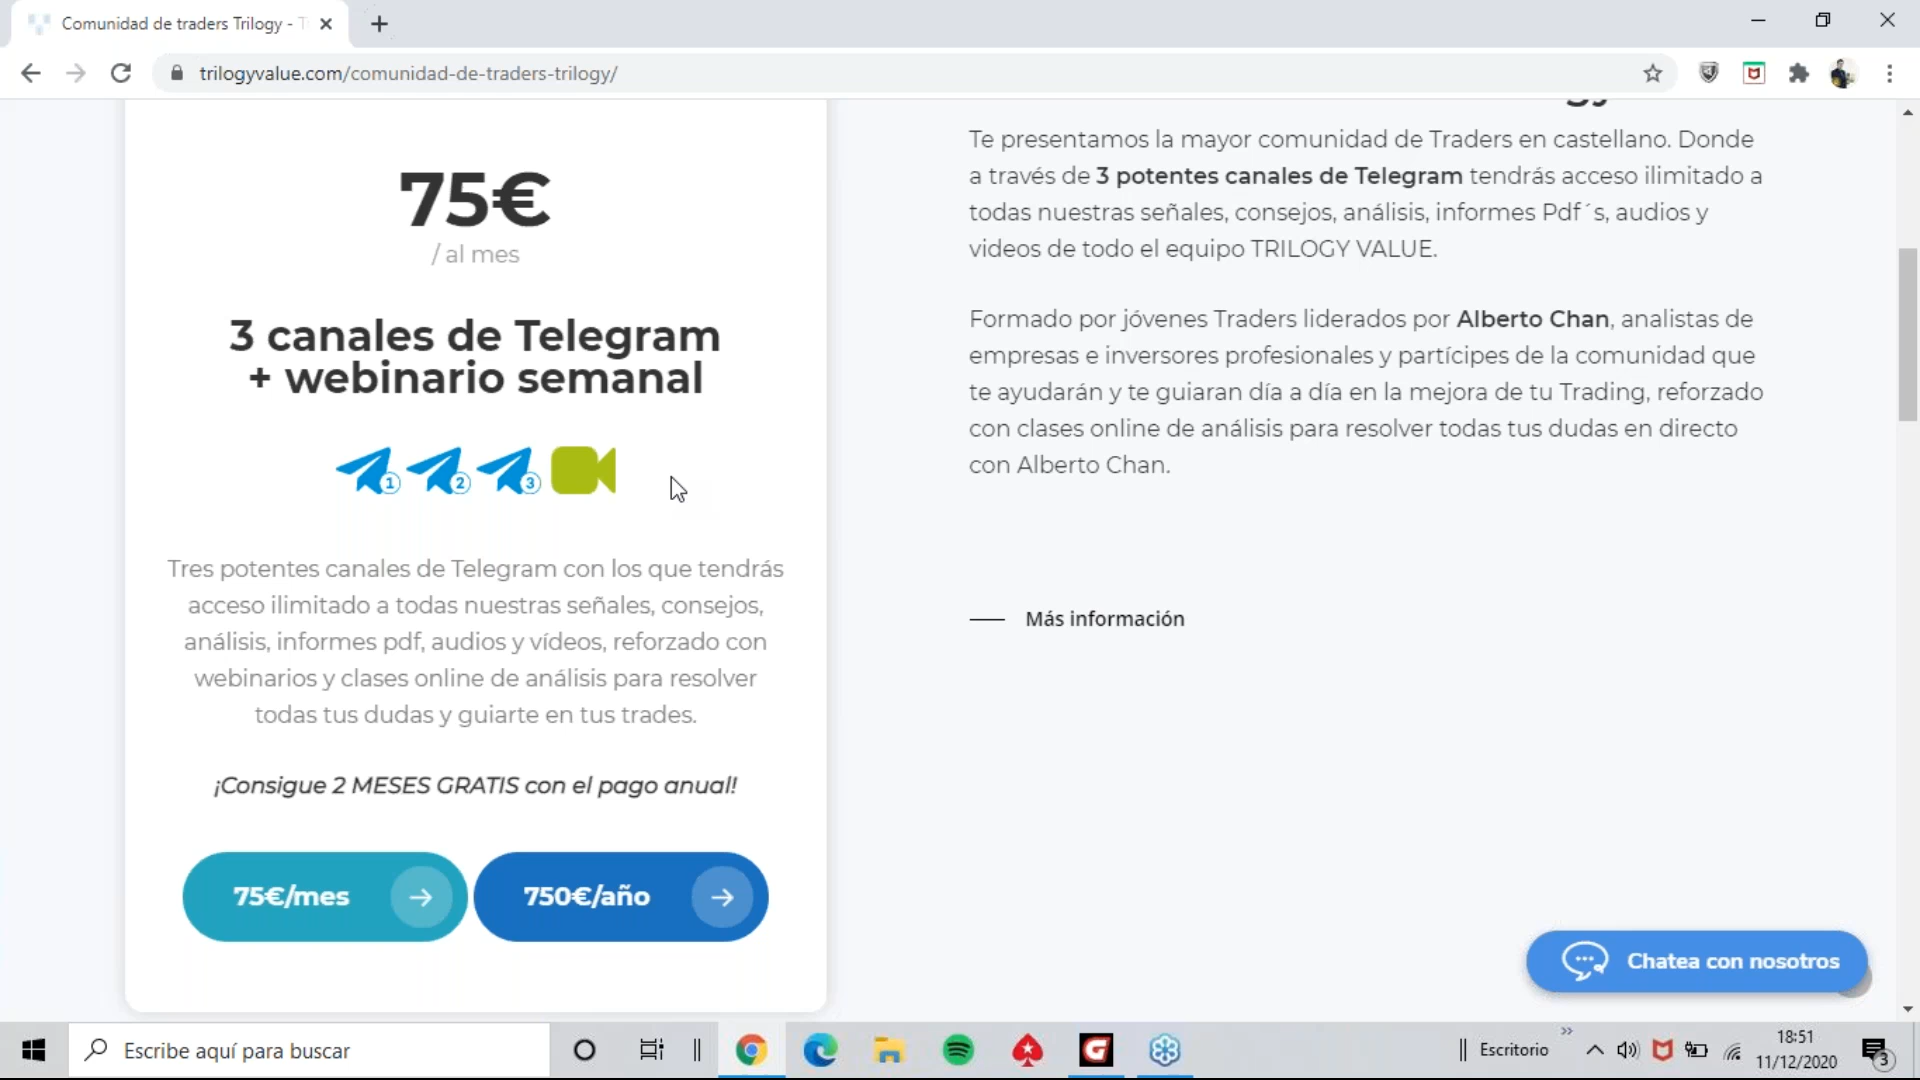 Comunidad de traders Trilogy -
trilogyvalue.com/comunidad-de-traders-trilogy/
75€
/ al mes
3 canales de Telegram
+ webinario semanal
1 2 3
Tres potentes canales de Telegram con los que tendrás
acceso ilimitado a todas nuestras señales, consejos,
análisis, informes pdf, audios y vídeos, reforzado con
webinarios y clases online de análisis para resolver
todas tus dudas y guiarte en tus trades.
¡Consigue 2 MESES GRATIS con el pago anual!
75€/mes
750€/año
Te presentamos la mayor comunidad de Traders en castellano. Donde
a través de 3 potentes canales de Telegram tendrás acceso ilimitado a
todas nuestras señales, consejos, análisis, informes Pdf´s, audios y
videos de todo el equipo TRILOGY VALUE.
Formado por jóvenes Traders liderados por Alberto Chan, analistas de
empresas e inversores profesionales y partícipes de la comunidad que
te ayudarán y te guiaran día a día en la mejora de tu Trading, reforzado
con clases online de análisis para resolver todas tus dudas en directo
con Alberto Chan.
Más información
Chatea con nosotros
Escribe aquí para buscar
Escritorio
18:51
11/12/2020
3